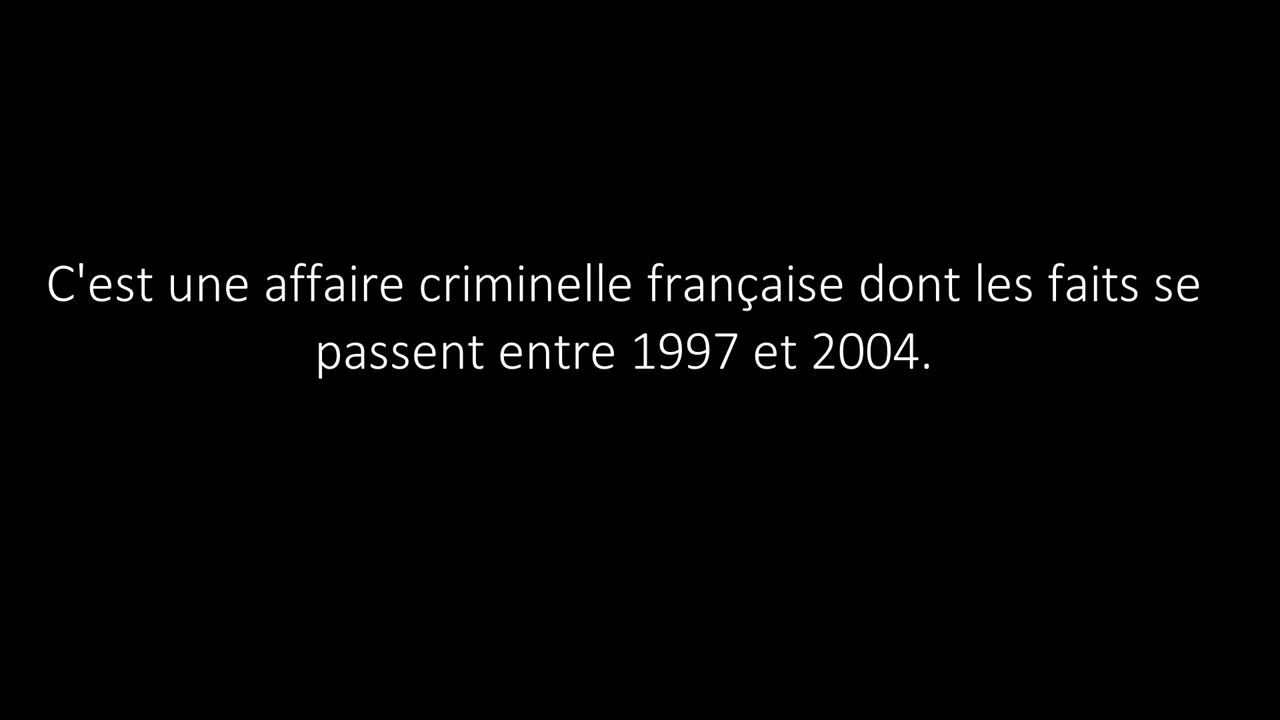 C'est une affaire criminelle française dont les faits se
passent entre 1997 et 2004.